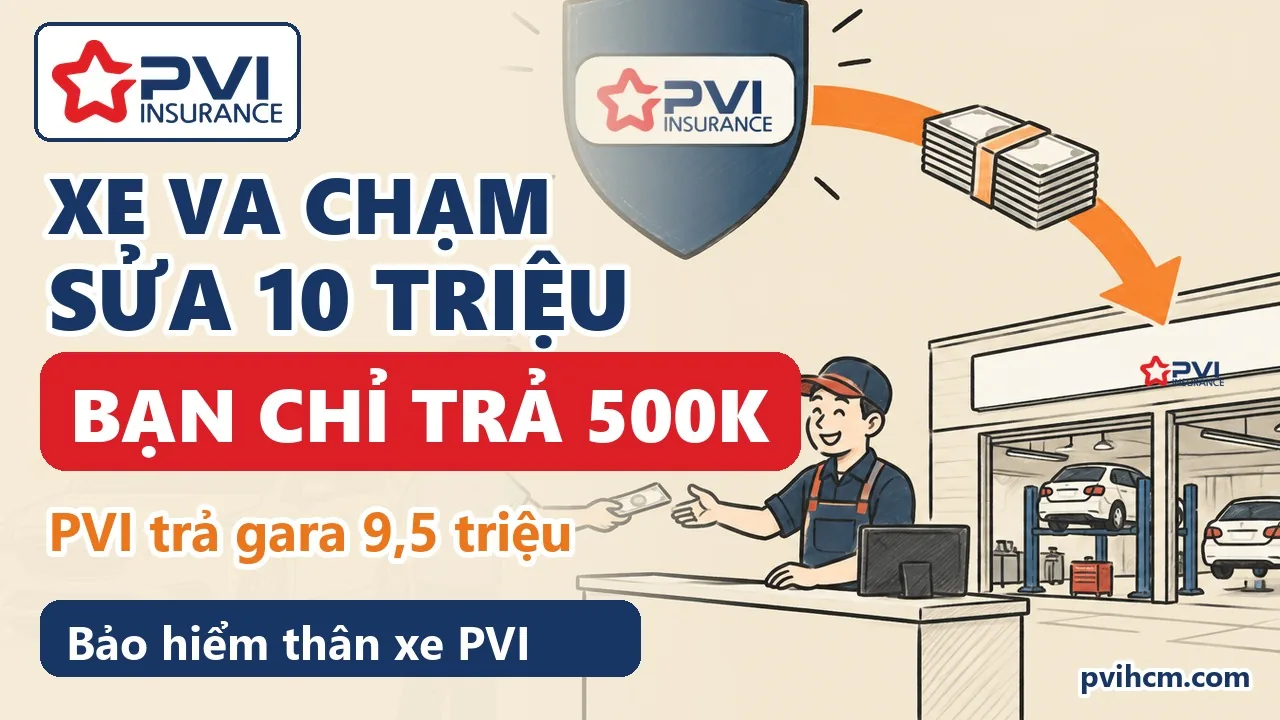 PVI
INSURANCE
PVI
INSURANCE
XE VA CHẠM
SỬA 10 TRIỆU
BẠN CHỈ TRẢ 500K
PVI
INSURANCE
PVI trả gara 9,5 triệu
Bảo hiểm thân xe PVI
pvihcm.com